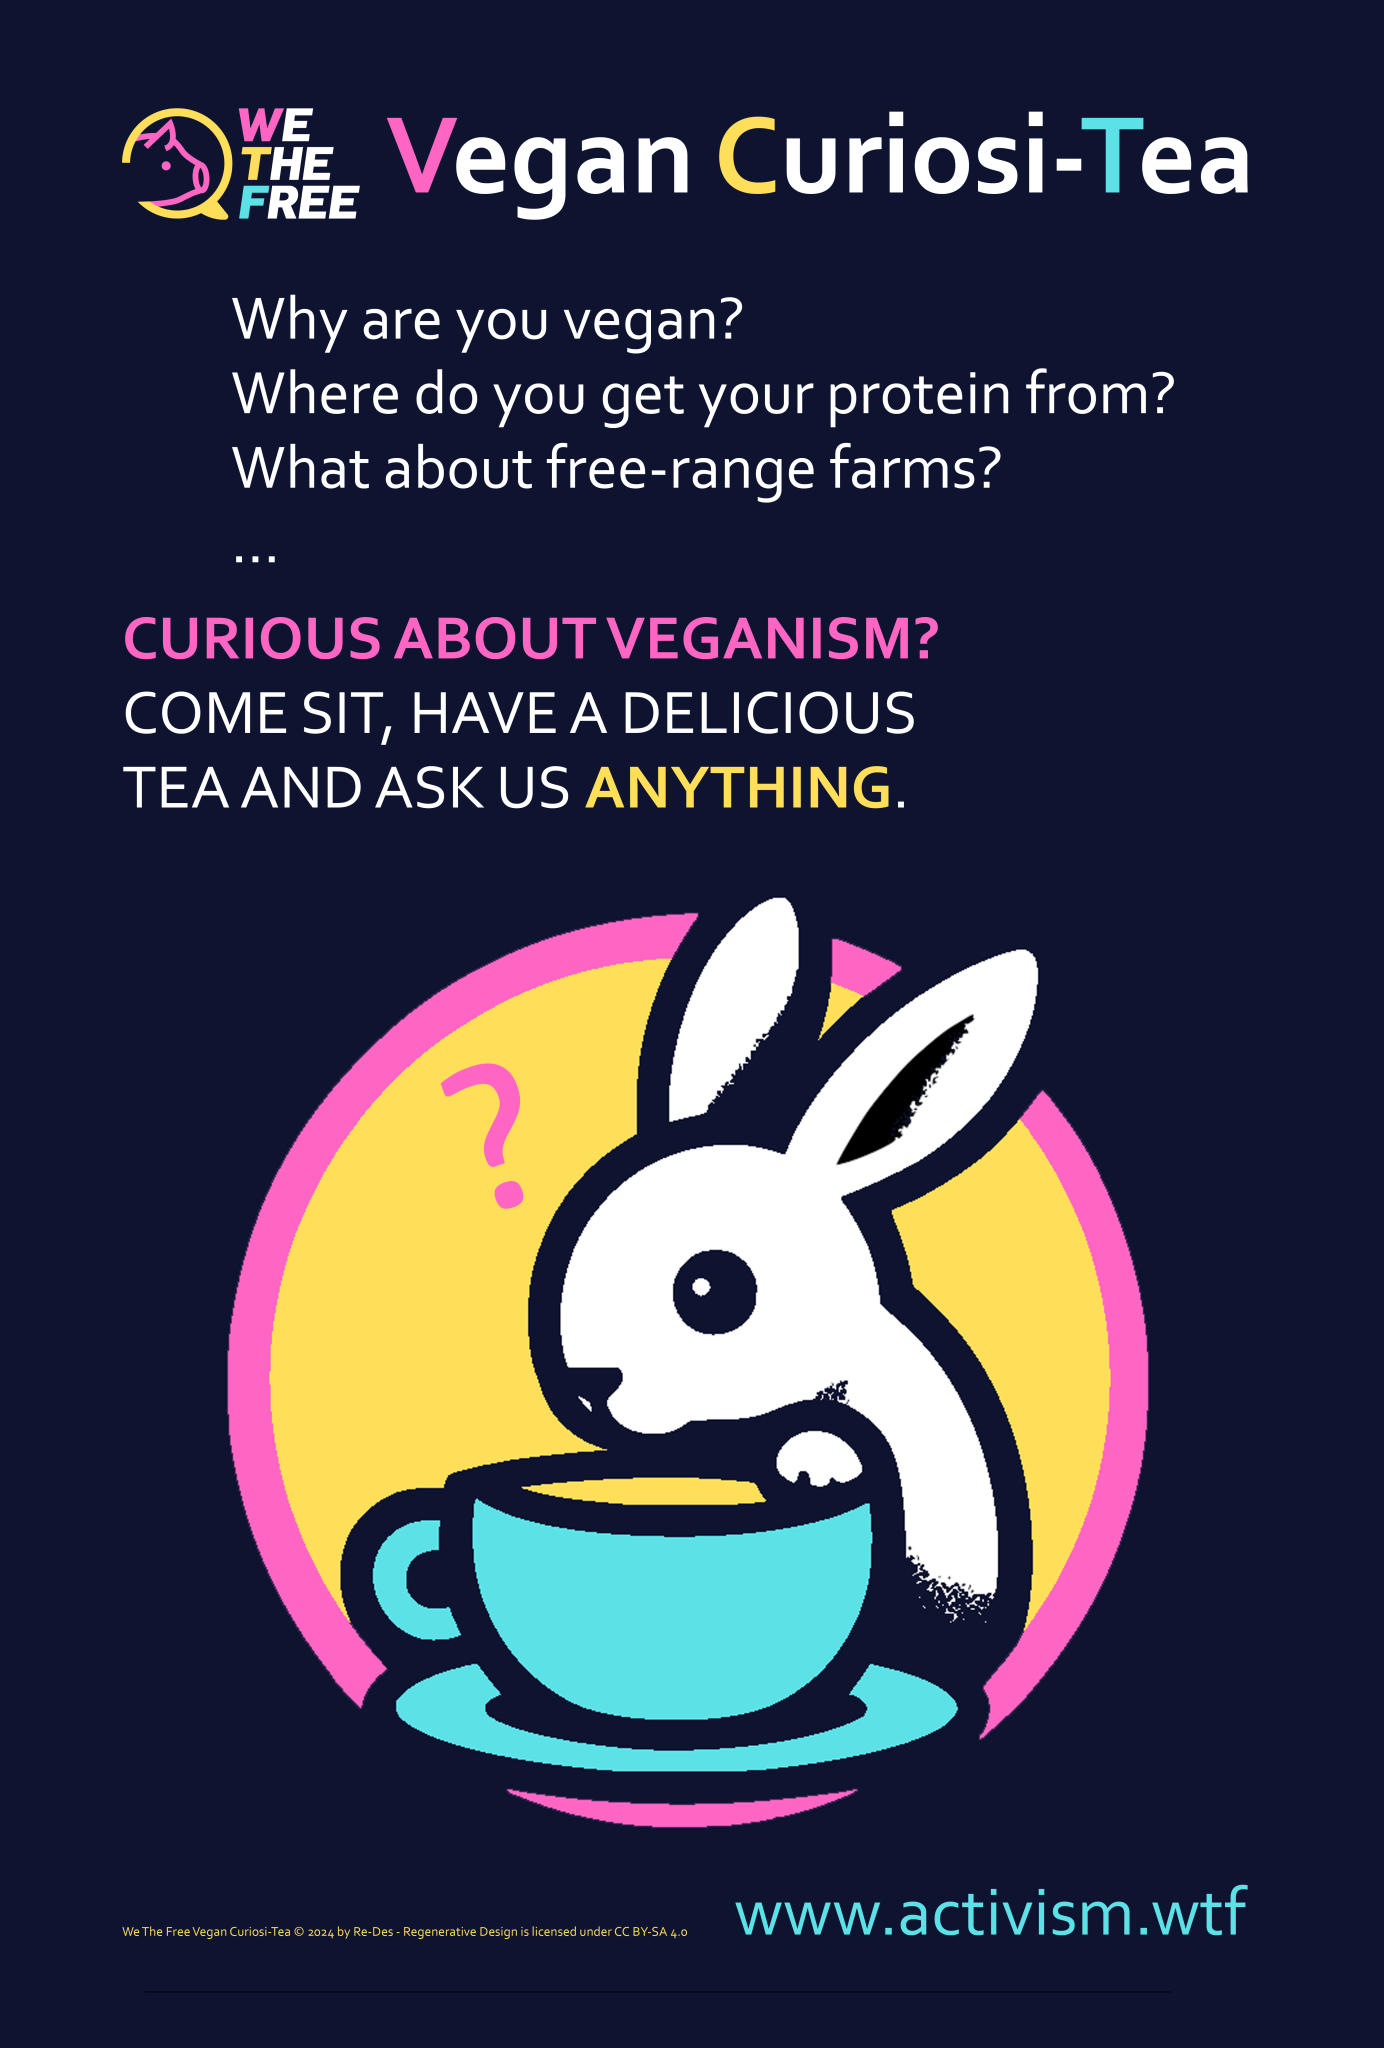 WE
THE
FREE
Vegan Curiosi-Tea
Why are you vegan?
Where do you get your protein from?
What about free-range farms?
...
CURIOUS ABOUT VEGANISM?
COME SIT, HAVE A DELICIOUS
TEA AND ASK US ANYTHING.
?
We The Free Vegan Curiosi-Tea © 2024 by Re-Des - Regenerative Design is licensed under CC BY-SA 4.0
www.activism.wtf